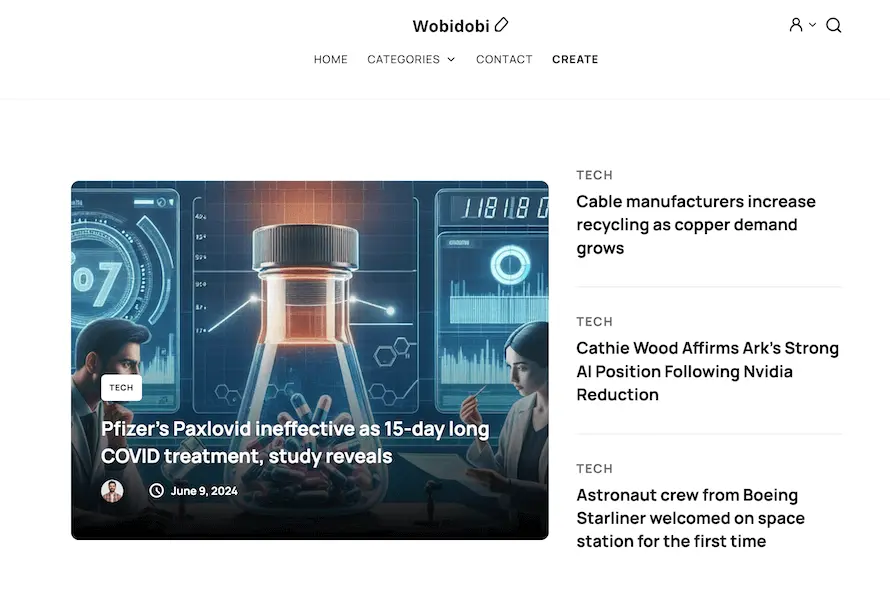 Wobidobi
HOME CATEGORIES CONTACT CREATE
TECH
Pfizer's Paxlovid ineffective as 15-day long
COVID treatment, study reveals
June 9, 2024
TECH
Cable manufacturers increase
recycling as copper demand
grows
TECH
Cathie Wood Affirms Ark's Strong
AI Position Following Nvidia
Reduction
TECH
Astronaut crew from Boeing
Starliner welcomed on space
station for the first time